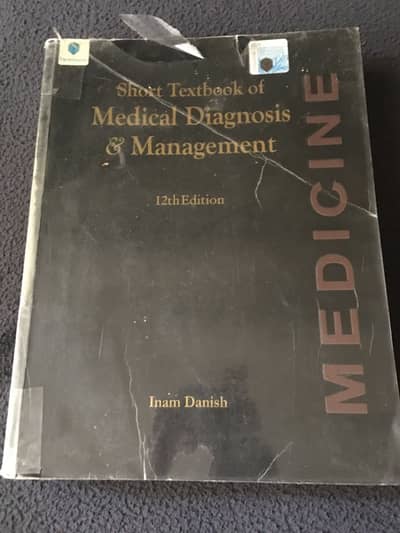 Short Textbook of
Medical Diagnosis
& Management
12th Edition
MEDICINE
Inam Danish